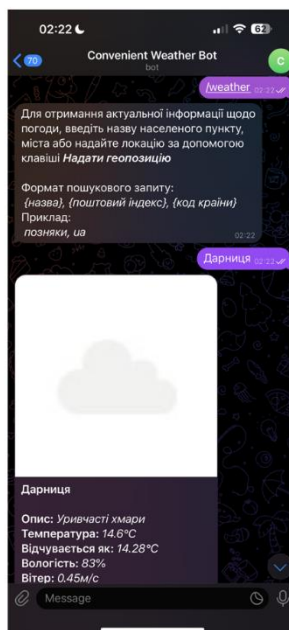 02:22
62
70
Convenient Weather Bot
bot
C
/weather 02:22
Для отримання актуальної інформації щодо
погоди, введіть назву населеного пункту,
міста або надайте локацію за допомогою
клавіші Надати геопозицію
Формат пошукового запиту:
{назва}, {поштовий індекс}, {код країни}
Приклад:
позняки, ua
02:22
Дарниця 02:22
Дарниця
Опис: Уривчасті хмари
Температура: 14.6°C
Відчувається як: 14.28°C
Вологість: 83%
Вітер: 0.45м/с
Message